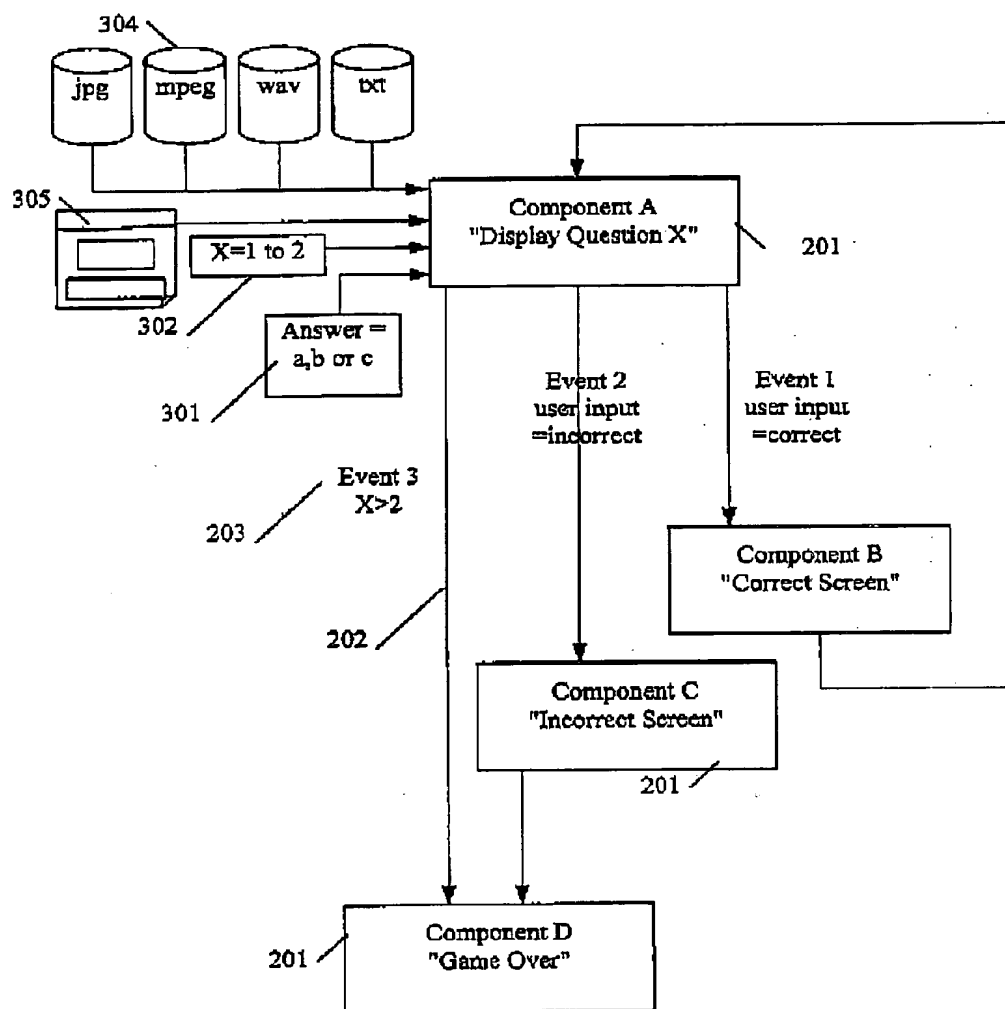 304
jpg
mpeg
wav
txt
305
Component A
"Display Question X"
201
X=1 to 2
302
Answer =
a,b or c
301
Event 2
user input
=incorrect
Event 1
user input
=correct
Event 3
X>2
203
Component B
"Correct Screen"
202
Component C
"Incorrect Screen"
201
Component D
"Game Over"
201